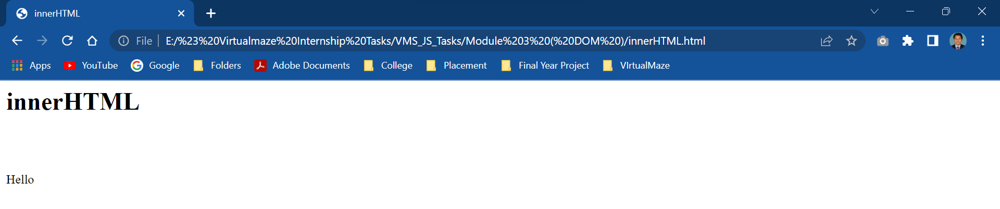 innerHTML
File E:/%23%20Virtualmaze%20Internship%20Tasks/VMS_JS_Tasks/Module%203%20(%20DOM%20)/innerHTML.html
Apps YouTube Google Folders Adobe Documents College Placement Final Year Project VIrtualMaze
innerHTML
Hello